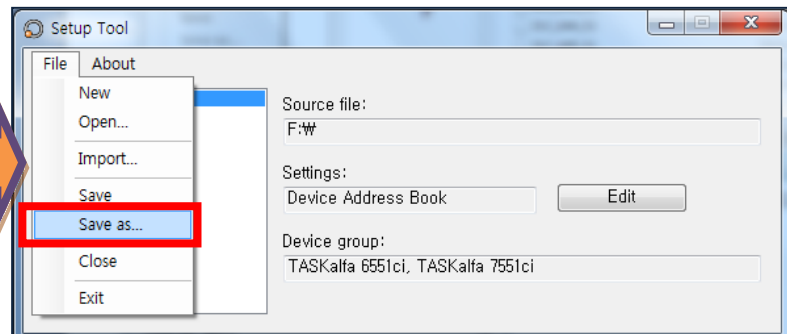 Setup Tool
File About
New
Open...
Import...
Save
Save as...
Close
Exit
Source file:
F:₩
Settings:
Device Address Book
Edit
Device group:
TASKalfa 6551ci, TASKalfa 7551ci